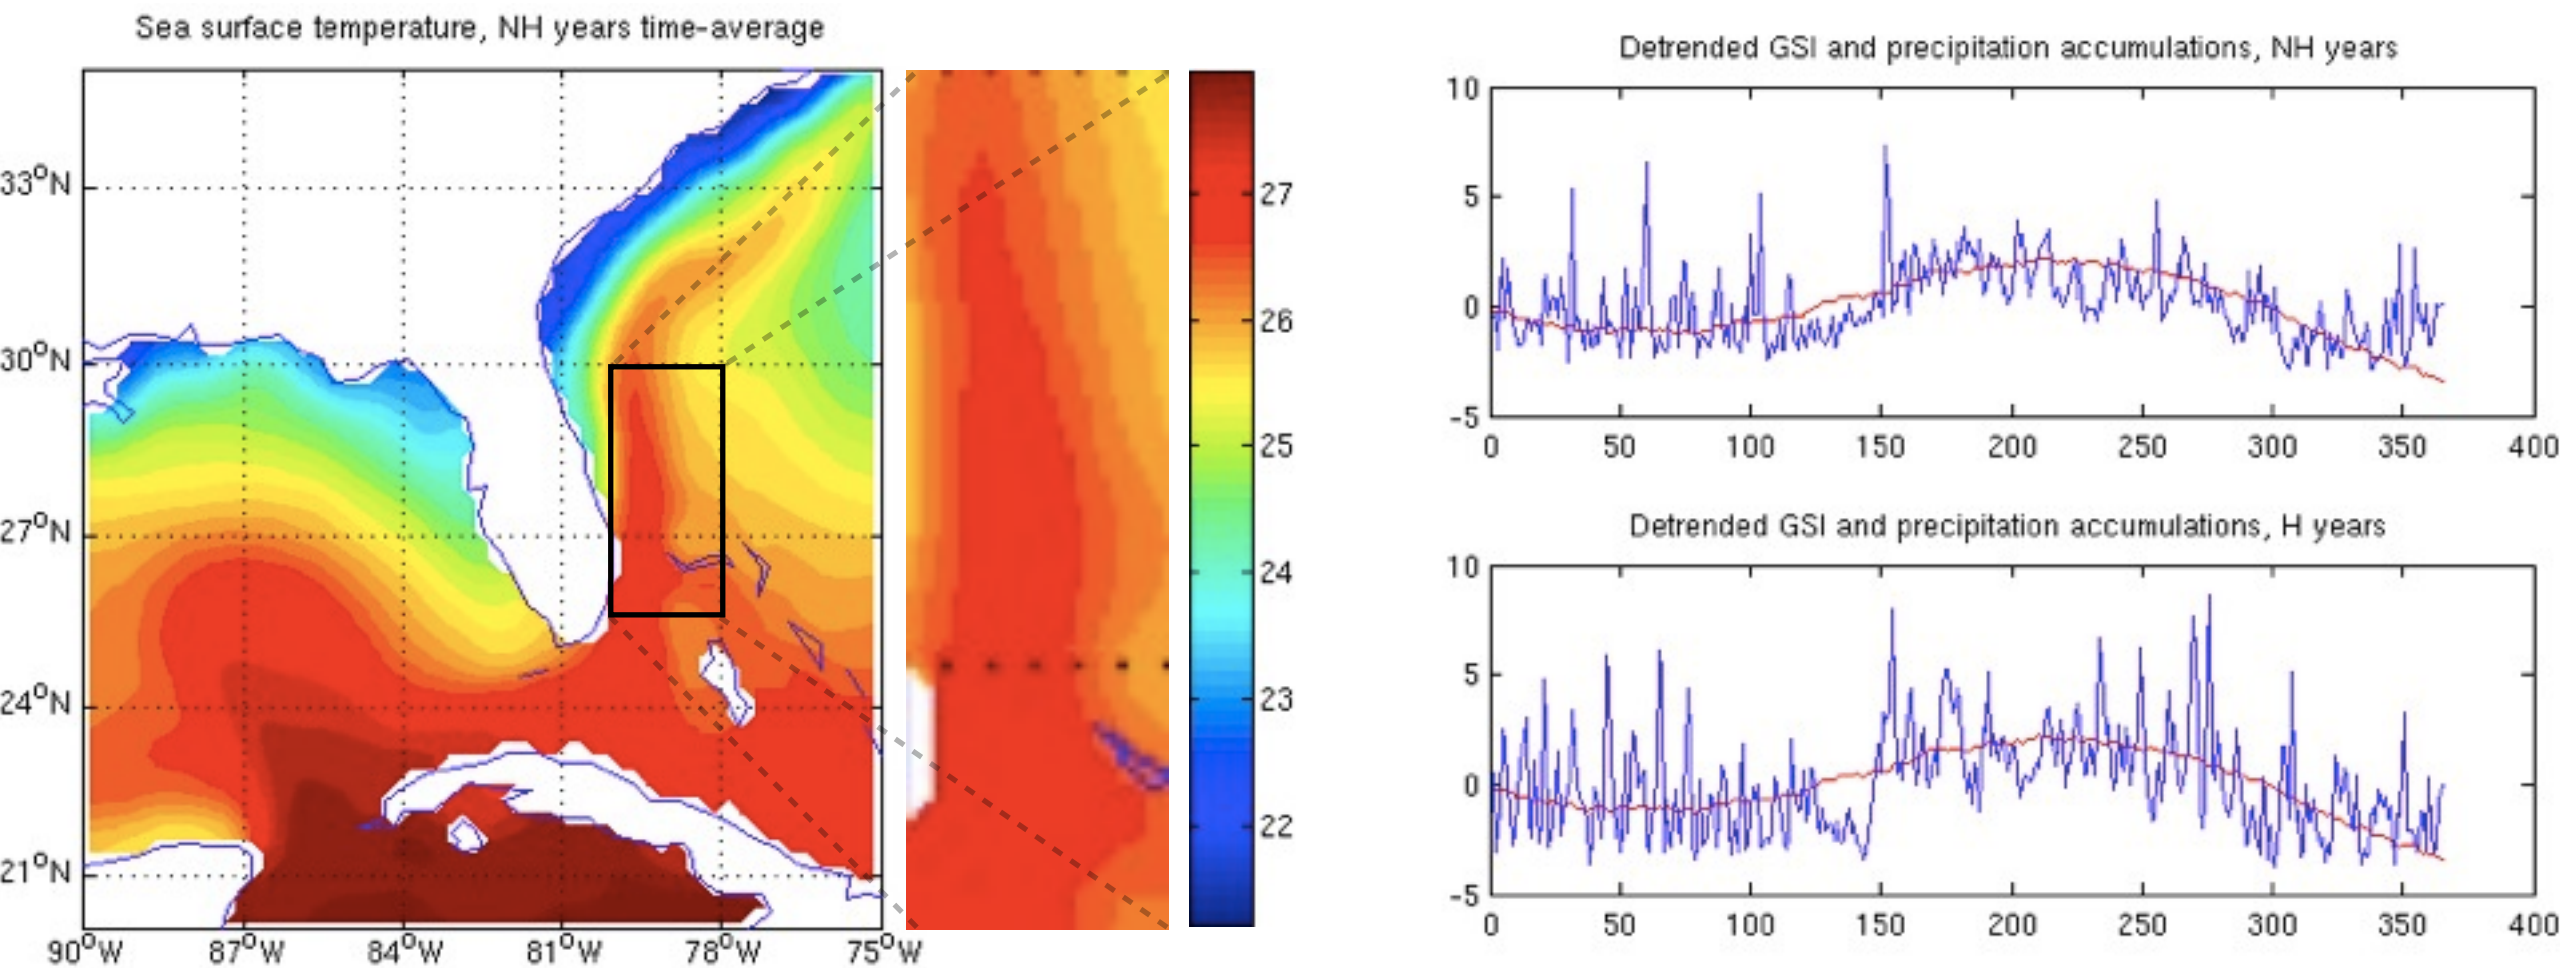 Sea surface temperature, NH years time-average
33°N
30°N
27°N
24°N
21°N
90°W 87°W 84°W 81°W 78°W 75°W
27
26
25
24
23
22
Detrended GSI and precipitation accumulations, NH years
10
5
0
-5
0 50 100 150 200 250 300 350 400
Detrended GSI and precipitation accumulations, H years
10
5
0
-5
0 50 100 150 200 250 300 350 400